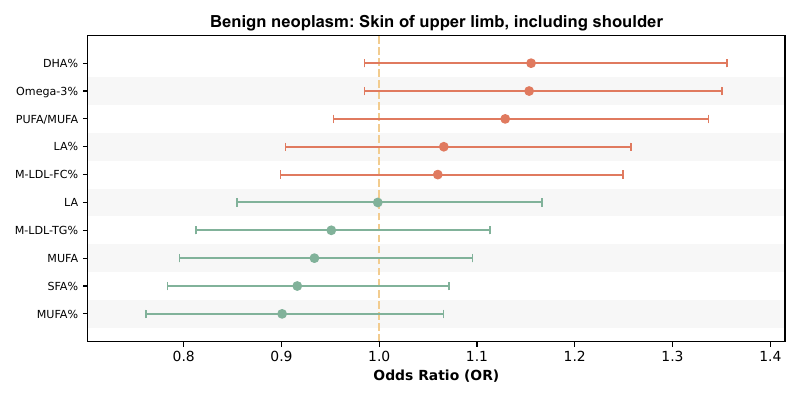 Benign neoplasm: Skin of upper limb, including shoulder
DHA%
Omega-3%
PUFA/MUFA
LA%
M-LDL-FC%
LA
M-LDL-TG%
MUFA
SFA%
MUFA%
0.8 0.9 1.0 1.1 1.2 1.3 1.4
Odds Ratio (OR)